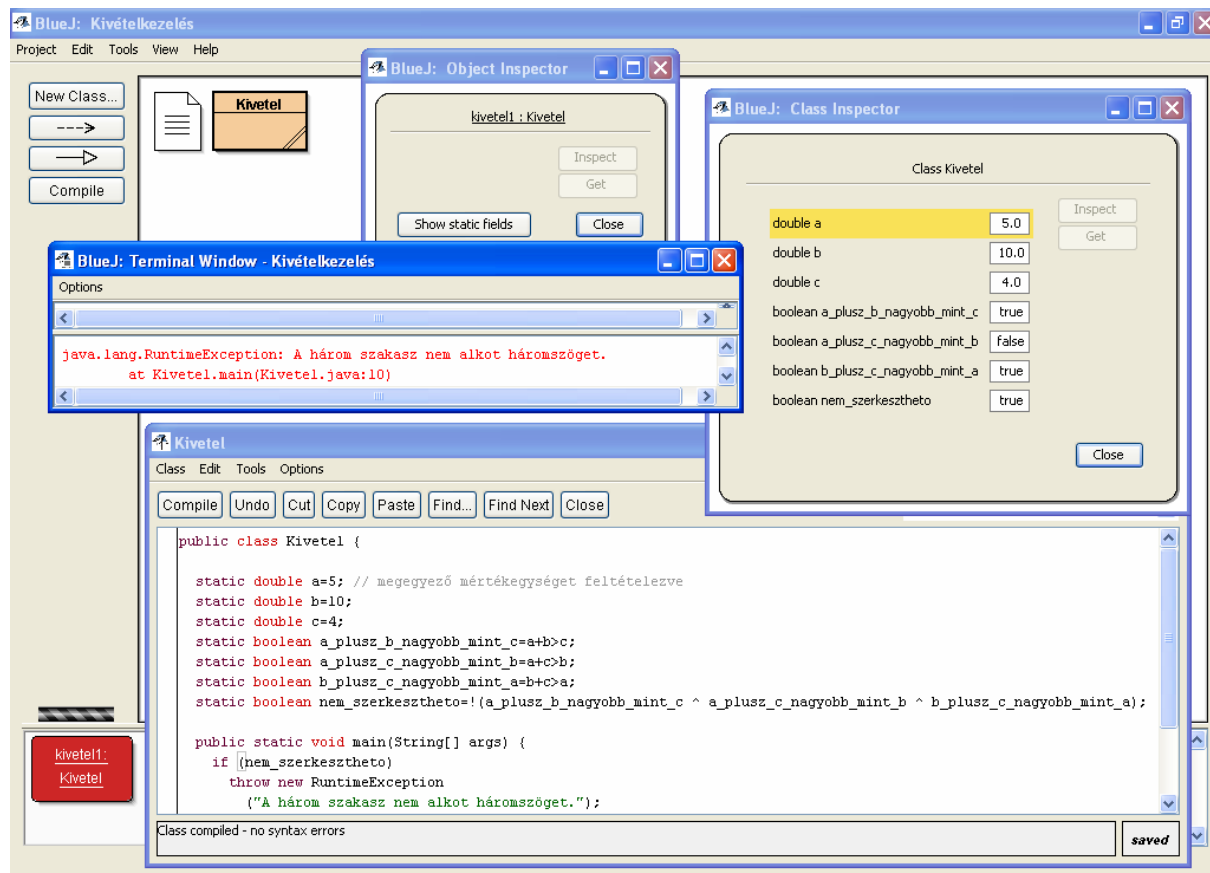 BlueJ: Kivételkezelés
Project Edit Tools View Help
New Class...
Compile
Kivetel
BlueJ: Object Inspector
kivetel1 : Kivetel
Inspect
Get
Show static fields
Close
BlueJ: Class Inspector
Class Kivetel
double a 5.0
double b 10.0
double c 4.0
boolean a_plusz_b_nagyobb_mint_c true
boolean a_plusz_c_nagyobb_mint_b false
boolean b_plusz_c_nagyobb_mint_a true
boolean nem_szerkesztheto true
Inspect
Get
Close
BlueJ: Terminal Window - Kivételkezelés
Options
java.lang.RuntimeException: A három szakasz nem alkot háromszöget.
at Kivetel.main(Kivetel.java:10)
Kivetel
Class Edit Tools Options
Compile Undo Cut Copy Paste Find... Find Next Close
public class Kivetel {
static double a=5; // megegyező mértékegységet feltételezve
static double b=10;
static double c=4;
static boolean a_plusz_b_nagyobb_mint_c=a+b>c;
static boolean a_plusz_c_nagyobb_mint_b=a+c>b;
static boolean b_plusz_c_nagyobb_mint_a=b+c>a;
static boolean nem_szerkesztheto=!(a_plusz_b_nagyobb_mint_c ^ a_plusz_c_nagyobb_mint_b ^ b_plusz_c_nagyobb_mint_a);
public static void main(String[] args) {
if (nem_szerkesztheto)
throw new RuntimeException
("A három szakasz nem alkot háromszöget.");
Class compiled - no syntax errors
saved
kivetel1:
Kivetel